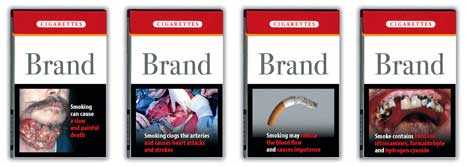 CIGARETTES
Brand
Smoking
can cause
a slow
and painful
death
CIGARETTES
Brand
Smoking clogs the arteries
and causes heart attacks
and strokes
CIGARETTES
Brand
Smoking may reduce
the blood flow
and causes impotence
CIGARETTES
Brand
Smoke contains benzene,
nitrosamines, formaldehyde
and hydrogen cyanide